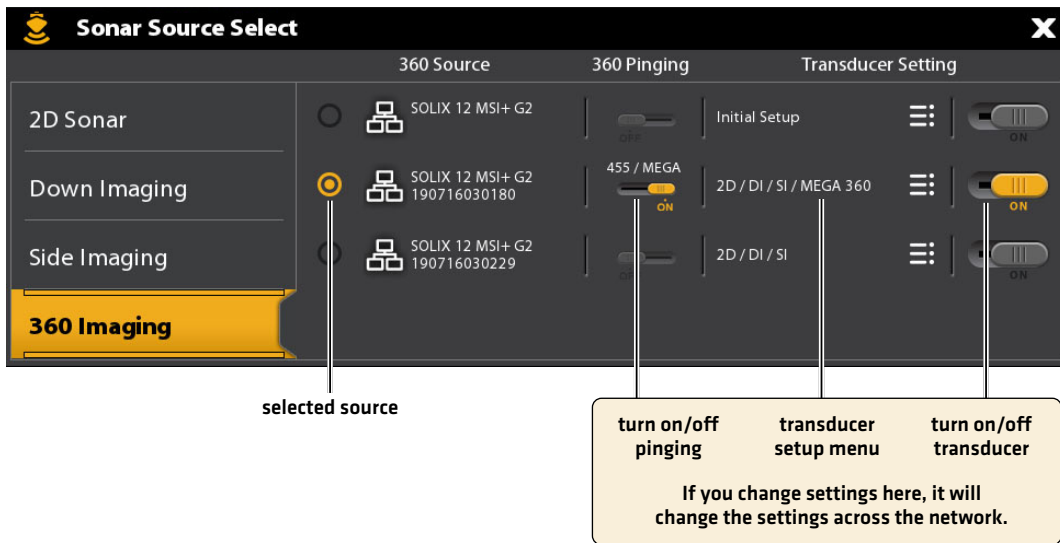 Sonar Source Select
X
360 Source 360 Pinging Transducer Setting
2D Sonar
Down Imaging
Side Imaging
360 Imaging
SOLIX 12 MSI+ G2
OFF
Initial Setup
ON
SOLIX 12 MSI+ G2
190716030180
455 / MEGA
ON
2D / DI / SI / MEGA 360
ON
SOLIX 12 MSI+ G2
190716030229
OFF
2D / DI / SI
ON
selected source
turn on/off
pinging
transducer
setup menu
turn on/off
transducer
If you change settings here, it will
change the settings across the network.